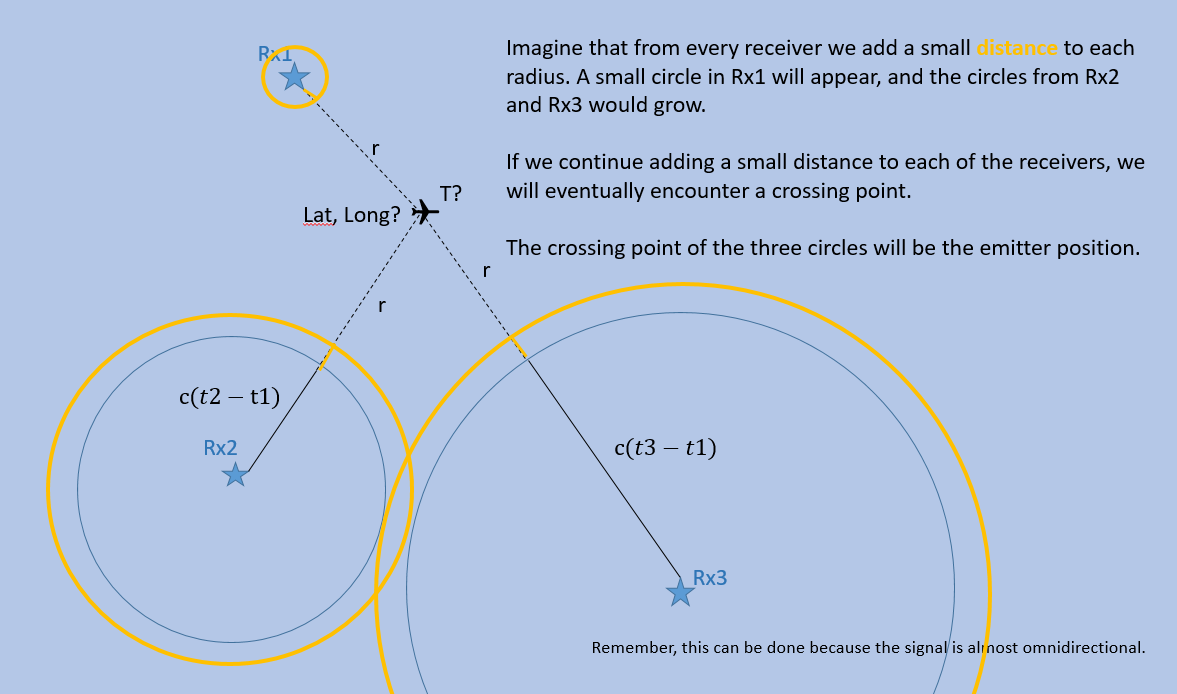 Rx1
Imagine that from every receiver we add a small distance to each
radius. A small circle in Rx1 will appear, and the circles from Rx2
and Rx3 would grow.
r
If we continue adding a small distance to each of the receivers, we
will eventually encounter a crossing point.
T?
Lat, Long?
The crossing point of the three circles will be the emitter position.
r
r
c(t2 − t1)
Rx2
c(t3 − t1)
Rx3
Remember, this can be done because the signal is almost omnidirectional.